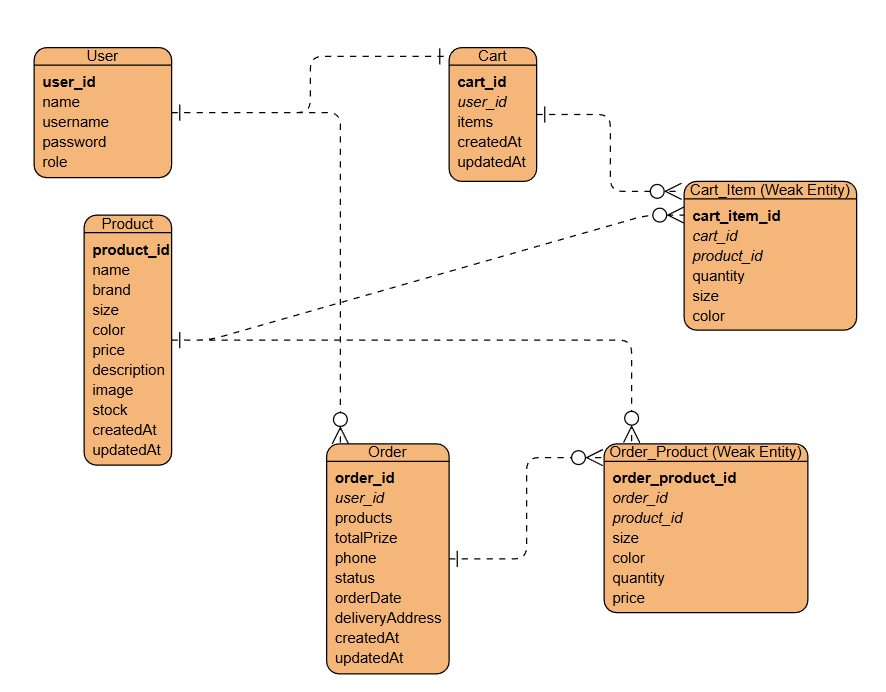 User
user_id
name
username
password
role
Cart
cart_id
user_id
items
createdAt
updatedAt
Cart_Item (Weak Entity)
cart_item_id
cart_id
product_id
quantity
size
color
Product
product_id
name
brand
size
color
price
description
image
stock
createdAt
updatedAt
Order
order_id
user_id
products
totalPrize
phone
status
orderDate
deliveryAddress
createdAt
updatedAt
Order_Product (Weak Entity)
order_product_id
order_id
product_id
size
color
quantity
price